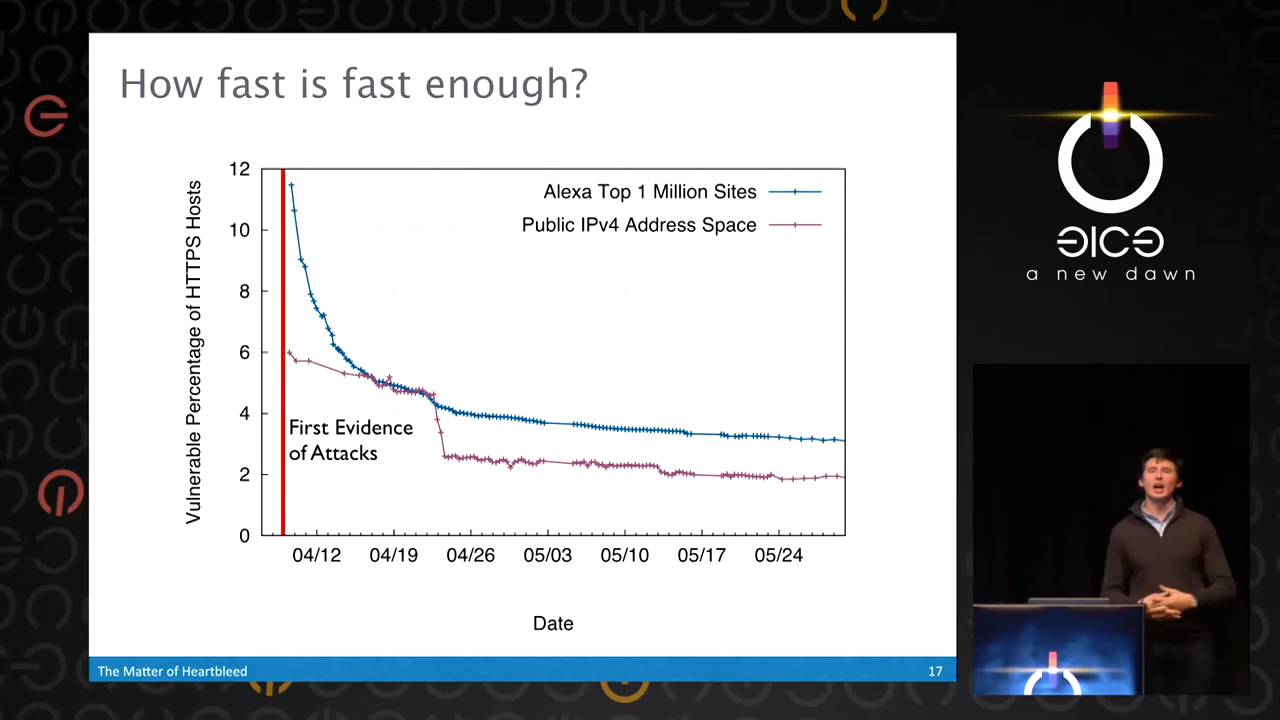 How fast is fast enough?
Vulnerable Percentage of HTTPS Hosts
12
10
8
6
4
2
0
Alexa Top 1 Million Sites
Public IPv4 Address Space
First Evidence
of Attacks
04/12 04/19 04/26 05/03 05/10 05/17 05/24
Date
The Matter of Heartbleed 17
a new dawn